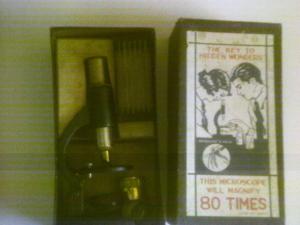 THE KEY TO
HIDDEN WONDERS
THIS MICROSCOPE
WILL MAGNIFY
80 TIMES